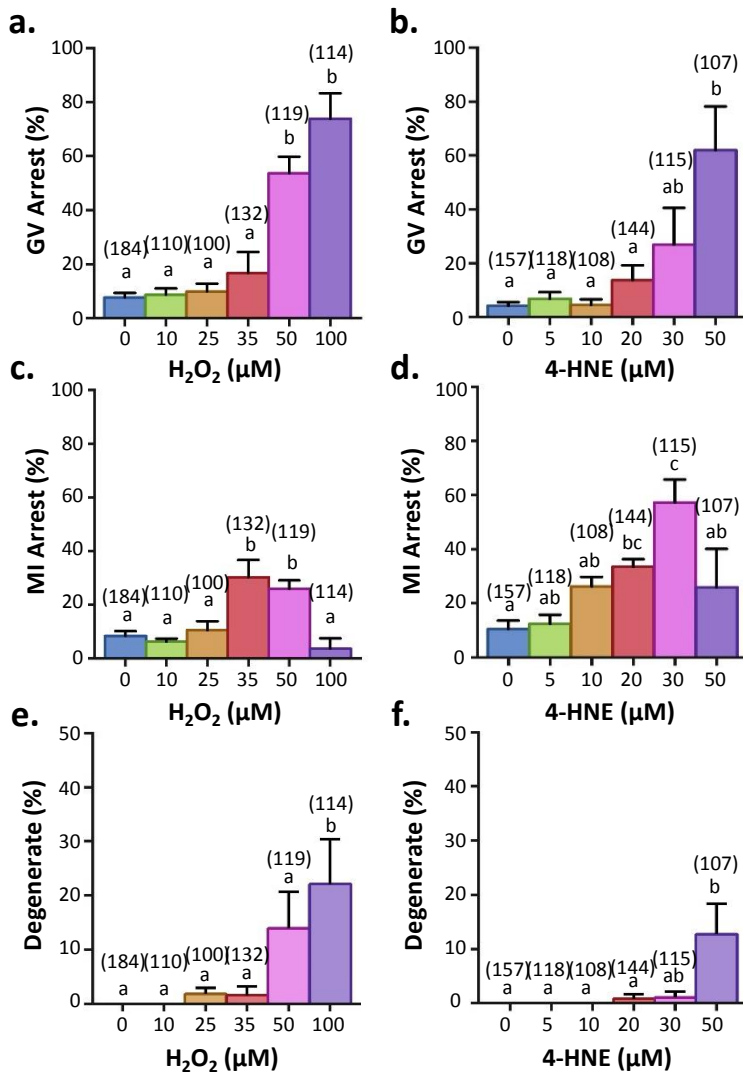 a.
GV Arrest (%)
100
80
60
40
20
0
(184)
a
(110)
a
(100)
a
(132)
a
(119)
b
(114)
b
0 10 25 35 50 100
H₂O₂ (µM)
b.
GV Arrest (%)
100
80
60
40
20
0
(157)
a
(118)
a
(108)
a
(144)
a
(115)
ab
(107)
b
0 5 10 20 30 50
4-HNE (µM)
c.
MI Arrest (%)
100
80
60
40
20
0
(184)
a
(110)
a
(100)
a
(132)
b
(119)
b
(114)
a
0 10 25 35 50 100
H₂O₂ (µM)
d.
MI Arrest (%)
100
80
60
40
20
0
(157)
a
(118)
ab
(108)
ab
(144)
bc
(115)
c
(107)
ab
0 5 10 20 30 50
4-HNE (µM)
e.
Degenerate (%)
50
40
30
20
10
0
(184)
a
(110)
a
(100)
a
(132)
a
(119)
a
(114)
b
0 10 25 35 50 100
H₂O₂ (µM)
f.
Degenerate (%)
50
40
30
20
10
0
(157)
a
(118)
a
(108)
a
(144)
a
(115)
ab
(107)
b
0 5 10 20 30 50
4-HNE (µM)